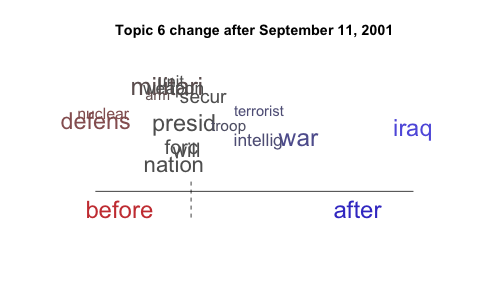 Topic 6 change after September 11, 2001
militari
unit
weapon
arm
secur
nuclear
terrorist
defens
presid
troop
iraq
war
intellig
forc
will
nation
before
after